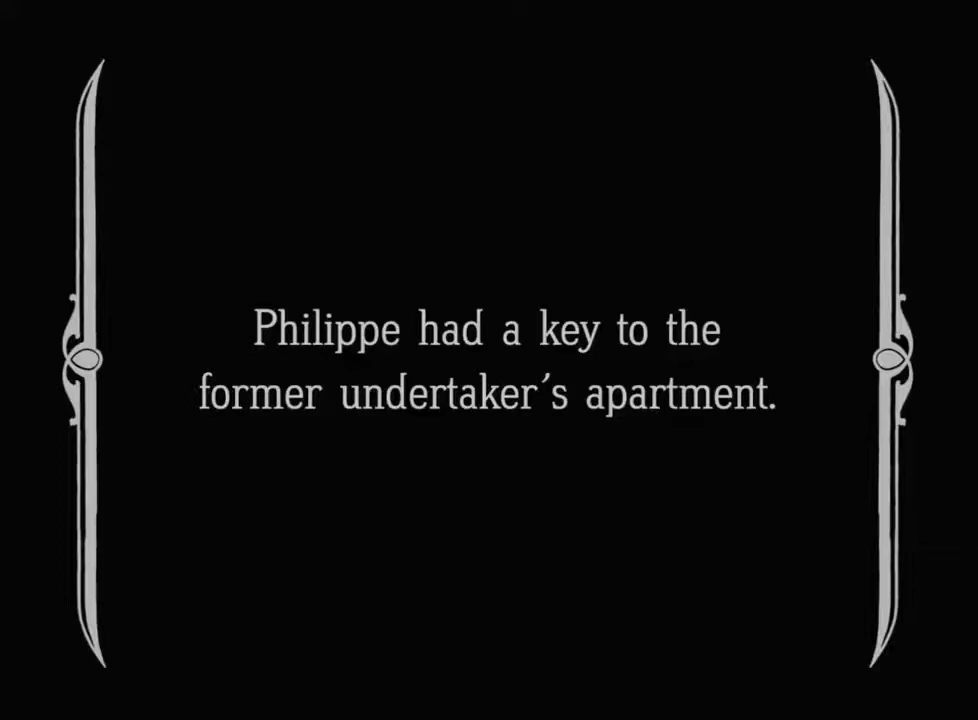 Philippe had a key to the
former undertaker's apartment.